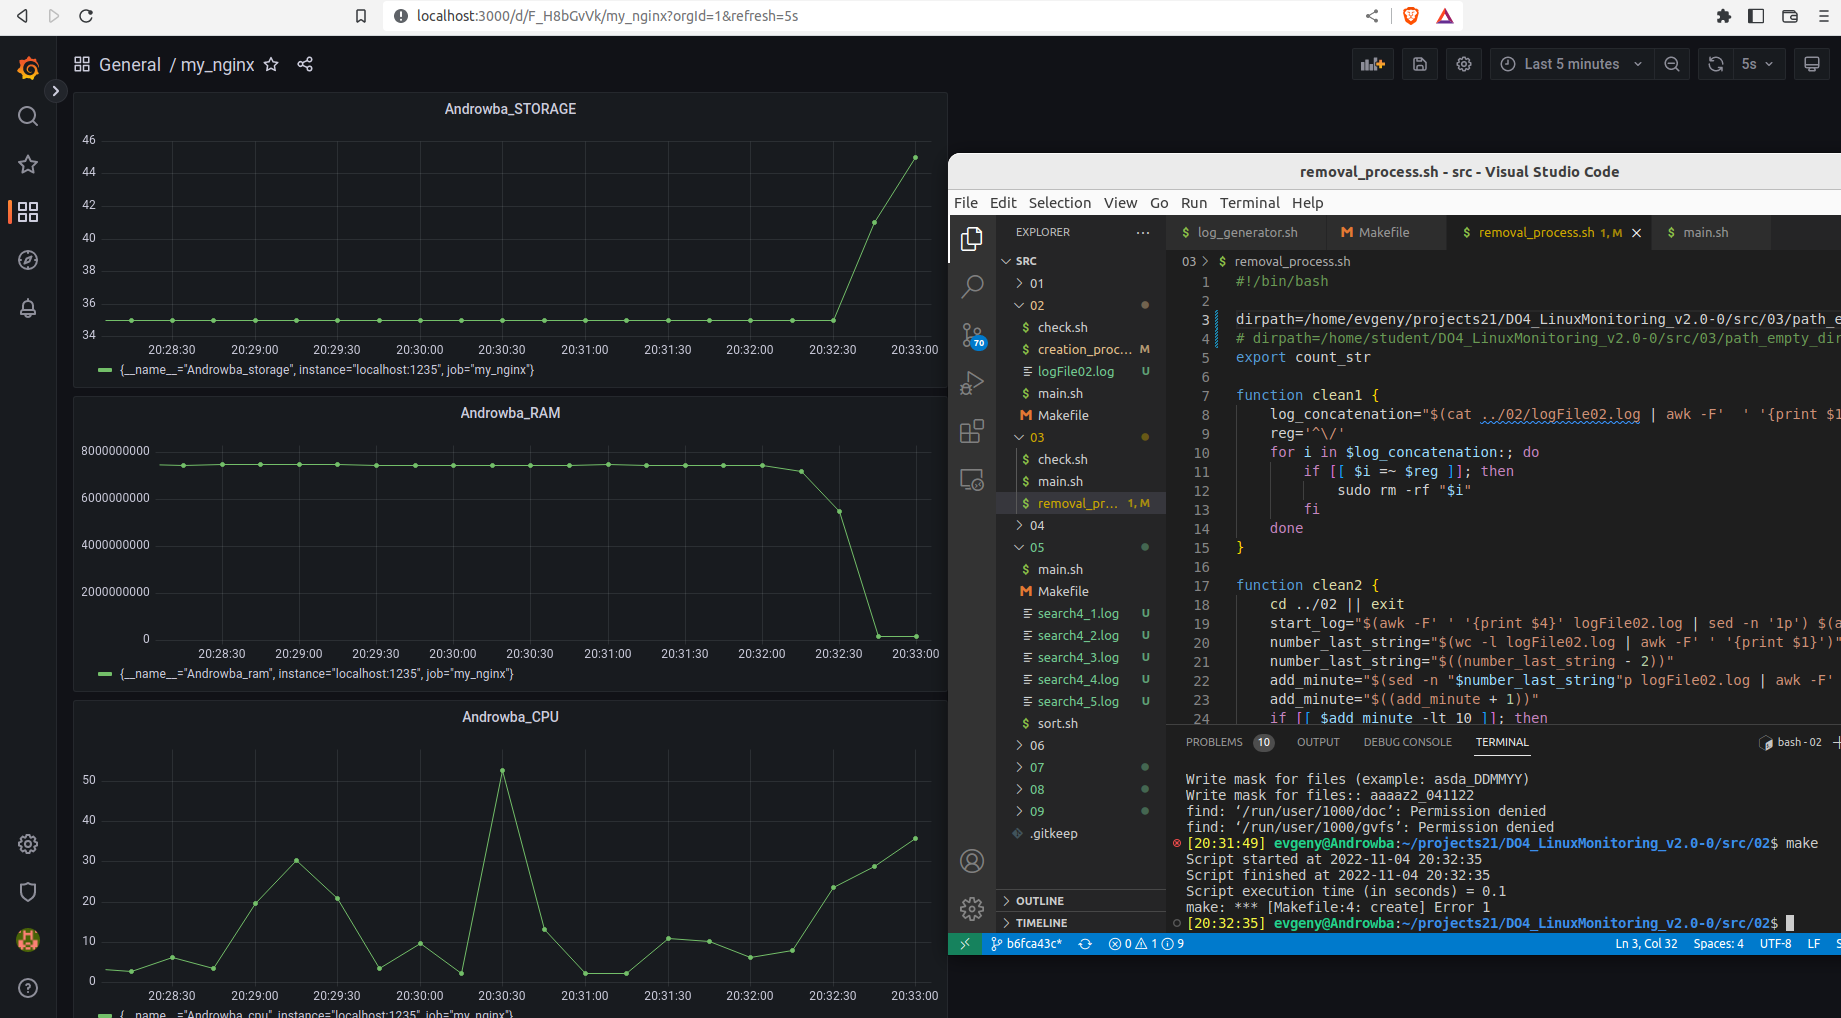 localhost:3000/d/F_H8bGvVk/my_nginx?orgId=1&refresh=5s
General / my_nginx
Last 5 minutes
5s
Androwba_STORAGE
46
44
42
40
38
36
34
20:28:30 20:29:00 20:29:30 20:30:00 20:30:30 20:31:00 20:31:30 20:32:00 20:32:30 20:33:00
{__name__="Androwba_storage", instance="localhost:1235", job="my_nginx"}
Androwba_RAM
8000000000
6000000000
4000000000
2000000000
0
20:28:30 20:29:00 20:29:30 20:30:00 20:30:30 20:31:00 20:31:30 20:32:00 20:32:30 20:33:00
{__name__="Androwba_ram", instance="localhost:1235", job="my_nginx"}
Androwba_CPU
50
40
30
20
10
0
20:28:30 20:29:00 20:29:30 20:30:00 20:30:30 20:31:00 20:31:30 20:32:00 20:32:30 20:33:00
{__name__="Androwba_cpu", instance="localhost:1235", job="my_nginx"}
removal_process.sh - src - Visual Studio Code
File Edit Selection View Go Run Terminal Help
EXPLORER
SRC
01
02
$ check.sh
$ creation_proc... M
logFile02.log U
$ main.sh
M Makefile
03
$ check.sh
$ main.sh
$ removal_pr... 1, M
04
05
$ main.sh
M Makefile
search4_1.log U
search4_2.log U
search4_3.log U
search4_4.log U
search4_5.log U
$ sort.sh
06
07
08
09
.gitkeep
OUTLINE
TIMELINE
70
$ log_generator.sh
M Makefile
$ removal_process.sh 1, M
$ main.sh
03 > $ removal_process.sh
1 #!/bin/bash
2
3 dirpath=/home/evgeny/projects21/DO4_LinuxMonitoring_v2.0-0/src/03/path_e
4 # dirpath=/home/student/DO4_LinuxMonitoring_v2.0-0/src/03/path_empty_dir
5 export count_str
6
7 function clean1 {
8 log_concatenation="$(cat ../02/logFile02.log | awk -F'  ' '{print $1
9 reg='^\/'
10 for i in $log_concatenation:; do
11 if [[ $i =~ $reg ]]; then
12 sudo rm -rf "$i"
13 fi
14 done
15 }
16
17 function clean2 {
18 cd ../02 || exit
19 start_log="$(awk -F' ' '{print $4}' logFile02.log | sed -n '1p') $(a
20 number_last_string="$(wc -l logFile02.log | awk -F' ' '{print $1}')"
21 number_last_string="$((number_last_string - 2))"
22 add_minute="$(sed -n "$number_last_string"p logFile02.log | awk -F'
23 add_minute="$((add_minute + 1))"
24 if [[ $add_minute -lt 10 ]]; then
PROBLEMS 10 OUTPUT DEBUG CONSOLE TERMINAL
bash - 02
Write mask for files (example: asda_DDMMYY)
Write mask for files:: aaaaz2_041122
find: ‘/run/user/1000/doc’: Permission denied
find: ‘/run/user/1000/gvfs’: Permission denied
[20:31:49] evgeny@Androwba:~/projects21/DO4_LinuxMonitoring_v2.0-0/src/02$ make
Script started at 2022-11-04 20:32:35
Script finished at 2022-11-04 20:32:35
Script execution time (in seconds) = 0.1
make: *** [Makefile:4: create] Error 1
[20:32:35] evgeny@Androwba:~/projects21/DO4_LinuxMonitoring_v2.0-0/src/02$
b6fca43c* 0 1 9
Ln 3, Col 32 Spaces: 4 UTF-8 LF S